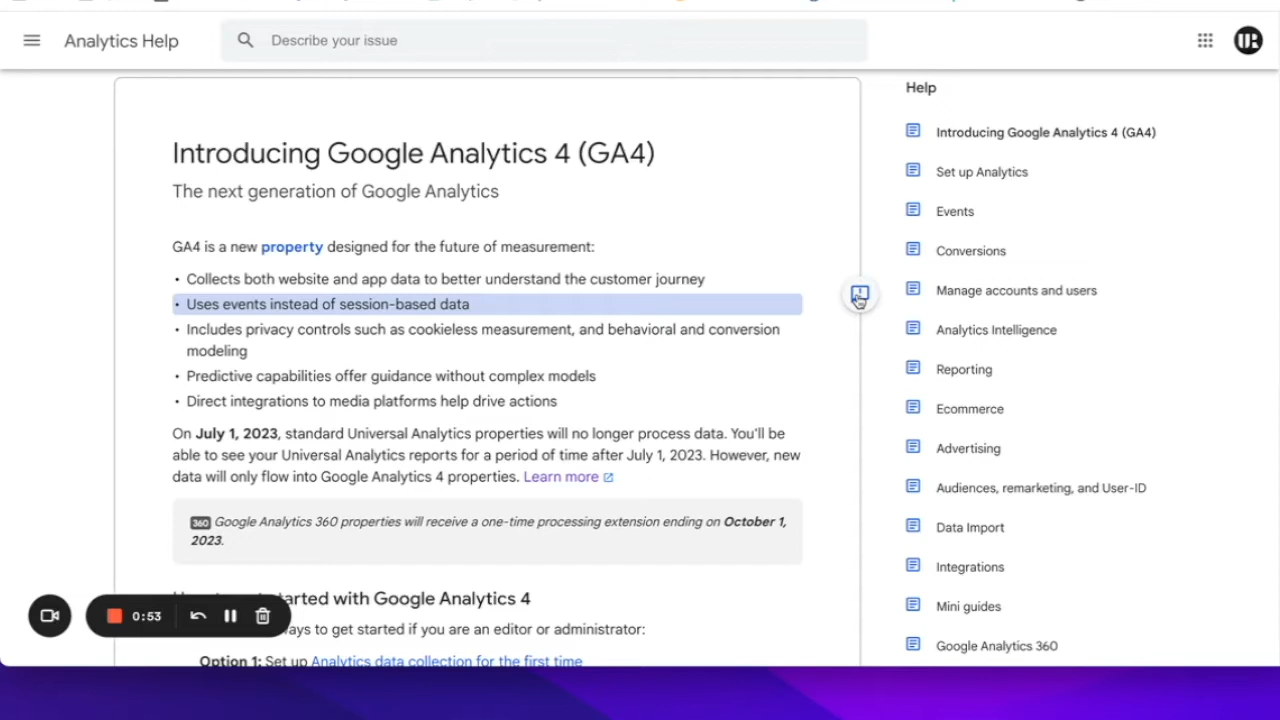 Analytics Help
Describe your issue
Introducing Google Analytics 4 (GA4)
The next generation of Google Analytics
GA4 is a new property designed for the future of measurement:
• Collects both website and app data to better understand the customer journey
• Uses events instead of session-based data
• Includes privacy controls such as cookieless measurement, and behavioral and conversion
modeling
• Predictive capabilities offer guidance without complex models
• Direct integrations to media platforms help drive actions
On July 1, 2023, standard Universal Analytics properties will no longer process data. You'll be
able to see your Universal Analytics reports for a period of time after July 1, 2023. However, new
data will only flow into Google Analytics 4 properties. Learn more
360 Google Analytics 360 properties will receive a one-time processing extension ending on October 1,
2023.
started with Google Analytics 4
ways to get started if you are an editor or administrator:
Option 1: Set up Analytics data collection for the first time
0:53
Help
Introducing Google Analytics 4 (GA4)
Set up Analytics
Events
Conversions
Manage accounts and users
Analytics Intelligence
Reporting
Ecommerce
Advertising
Audiences, remarketing, and User-ID
Data Import
Integrations
Mini guides
Google Analytics 360